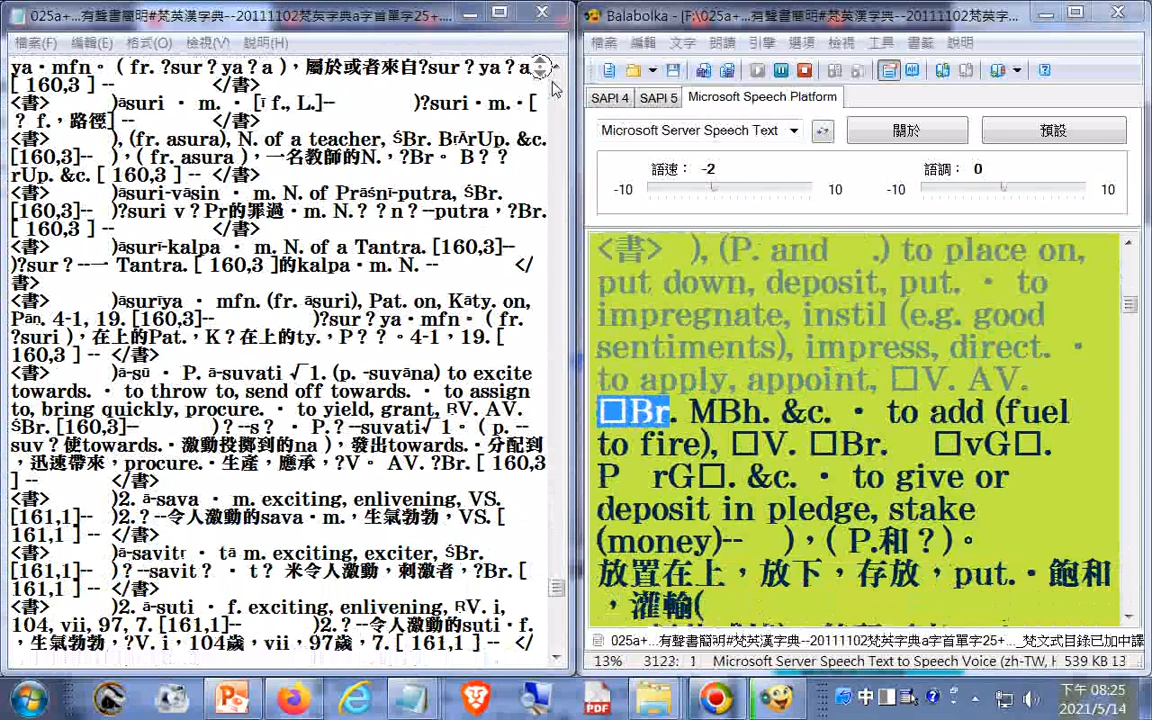 025a+...有聲書簡明#梵英漢字典--20111102梵英字典a字首單字25+...
檔案(F) 編輯(E) 格式(O) 檢視(V) 說明(H)
ya‧mfn。 ( fr. ?sur？ya？a )，屬於或者來自?sur？ya？a
[ 160,3 ] -- </書>
<書> )āsuri ‧ m. ‧ [ī f., L.]-- )?suri‧m.‧[
？ f.，路徑] -- </書>
<書> ), (fr. asura), N. of a teacher, ŚBr. BṛĀrUp. &c.
[160,3]-- )，( fr. asura )，一名教師的N.，?Br。 B？？
rUp. &c. [ 160,3 ] -- </書>
<書> )āsuri-vāsin ‧ m. N. of Prāśnī-putra, ŚBr.
[160,3]-- )?suri v？Pr的罪過‧m. N.？？n？--putra，?Br.
[ 160,3 ] -- </書>
<書> )āsurī-kalpa ‧ m. N. of a Tantra. [160,3]--
)?sur？--一 Tantra. [ 160,3 ]的kalpa‧m. N. -- </
書>
<書> )āsurīya ‧ mfn. (fr. āsuri), Pat. on, Kāty. on,
Pāṇ. 4-1, 19. [160,3]-- )?sur？ya‧mfn‧ ( fr.
?suri )，在上的Pat.，K？在上的ty.，P？？。4-1，19. [
160,3 ] -- </書>
<書> )ā-sū ‧ P. ā-suvati √1. (p. -suvāna) to excite
towards. ‧ to throw to, send off towards. ‧ to assign
to, bring quickly, procure. ‧ to yield, grant, ṚV. AV.
ŚBr. [160,3]-- )？--s？ ‧ P.？--suvati√1。( p. --
suv？使towards.‧激動投擲到的na )，發出towards.‧分配到
，迅速帶來，procure.‧生產，應承，?V。 AV. ?Br. [ 160,3
] -- </書>
<書> )2. ā-sava ‧ m. exciting, enlivening, VS.
[161,1]-- )2.？--令人激動的sava‧m.，生氣勃勃，VS. [
161,1 ] -- </書>
<書> )ā-savitṛ ‧ tā m. exciting, exciter, ŚBr.
[161,1]-- )？--savit？ ‧ t？ 米令人激動，刺激者，?Br. [
161,1 ] -- </書>
<書> )2. ā-suti ‧ f. exciting, enlivening, ṚV. i,
104, vii, 97, 7. [161,1]-- )2.？--令人激動的suti‧f.
，生氣勃勃，?V. i，104歲，vii，97歲，7. [ 161,1 ] -- </
Balabolka - [F:\025a+...有聲書簡明#梵英漢字典--20111102梵英字...
檔案 編輯 文字 朗讀 引擎 選項 檢視 工具 書籤 說明
SAPI 4 SAPI 5 Microsoft Speech Platform
Microsoft Server Speech Text 關於 預設
語速： -2 語調： 0
-10 10 -10 10
<書> ), (P. and .) to place on,
put down, deposit, put. ‧ to
impregnate, instil (e.g. good
sentiments), impress, direct. ‧
to apply, appoint, □V. AV.
□Br. MBh. &c. ‧ to add (fuel
to fire), □V. □Br. □vG□.
P rG□. &c. ‧ to give or
deposit in pledge, stake
(money)-- )，( P.和？)。
放置在上，放下，存放，put.‧飽和
，灌輸(
025a+...有聲書簡明#梵英漢字典--20111102梵英字典a字首單字25+..._梵文式目錄已加中譯
13% 3123: 1 Microsoft Server Speech Text to Speech Voice (zh-TW, H 539 KB 13
中 下午 08:25
2021/5/14